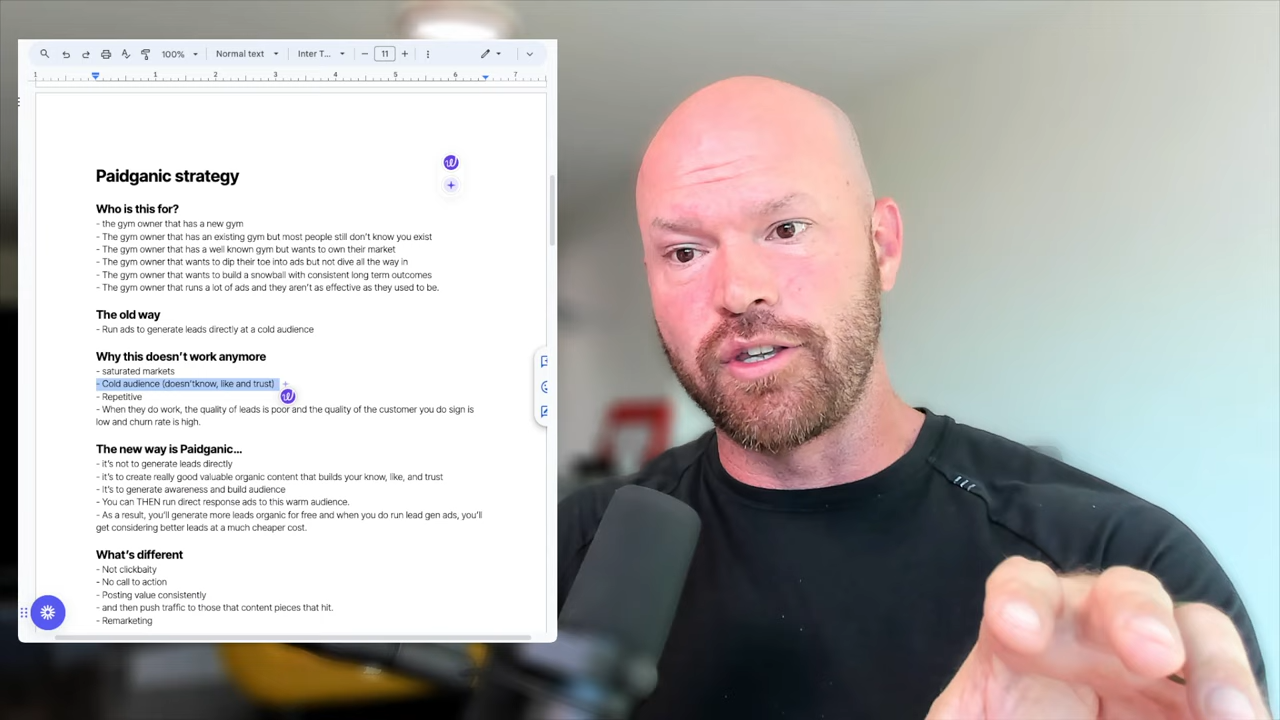 100%
Normal text
Inter T...
11
1 1 2 3 4 5 6 7
Paidganic strategy
Who is this for?
- the gym owner that has a new gym
- The gym owner that has an existing gym but most people still don't know you exist
- The gym owner that has a well known gym but wants to own their market
- The gym owner that wants to dip their toe into ads but not dive all the way in
- The gym owner that wants to build a snowball with consistent long term outcomes
- The gym owner that runs a lot of ads and they aren't as effective as they used to be.
The old way
- Run ads to generate leads directly at a cold audience
Why this doesn't work anymore
- saturated markets
- Cold audience (doesn'tknow, like and trust)
- Repetitive
- When they do work, the quality of leads is poor and the quality of the customer you do sign is
low and churn rate is high.
The new way is Paidganic...
- it's not to generate leads directly
- it's to create really good valuable organic content that builds your know, like, and trust
- it's to generate awareness and build audience
- You can THEN run direct response ads to this warm audience.
- As a result, you'll generate more leads organic for free and when you do run lead gen ads, you'll
get considering better leads at a much cheaper cost.
What's different
- Not clickbaity
- No call to action
- Posting value consistently
- and then push traffic to those that content pieces that hit.
- Remarketing